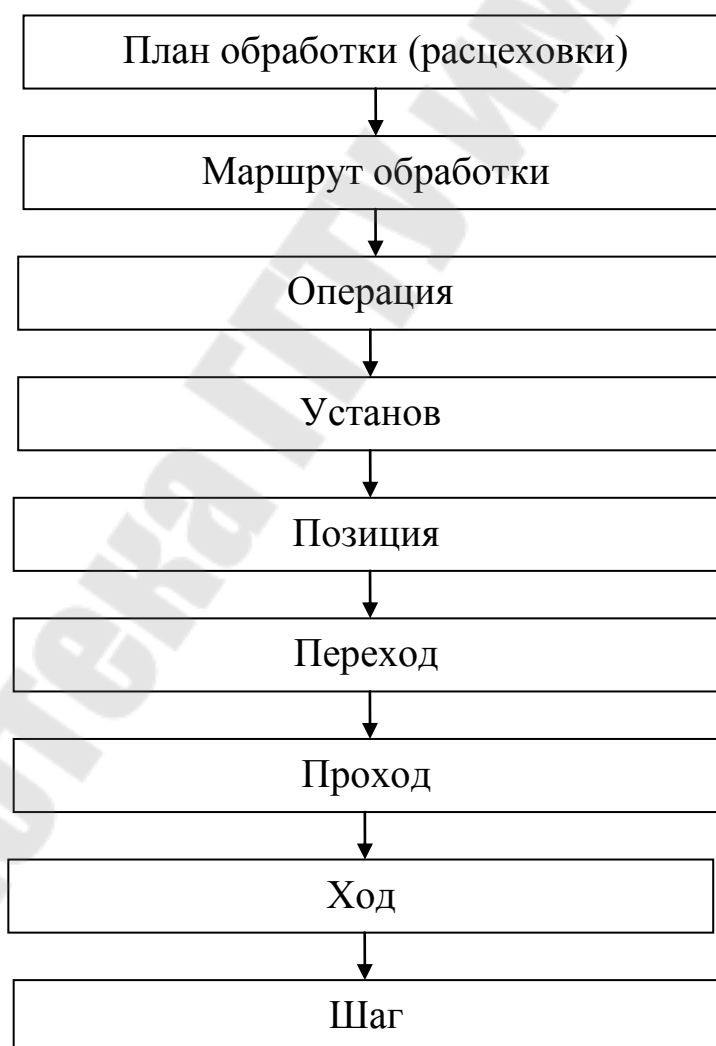 План обработки (расцеховки)
Маршрут обработки
Операция
Установ
Позиция
Переход
Проход
Ход
Шаг